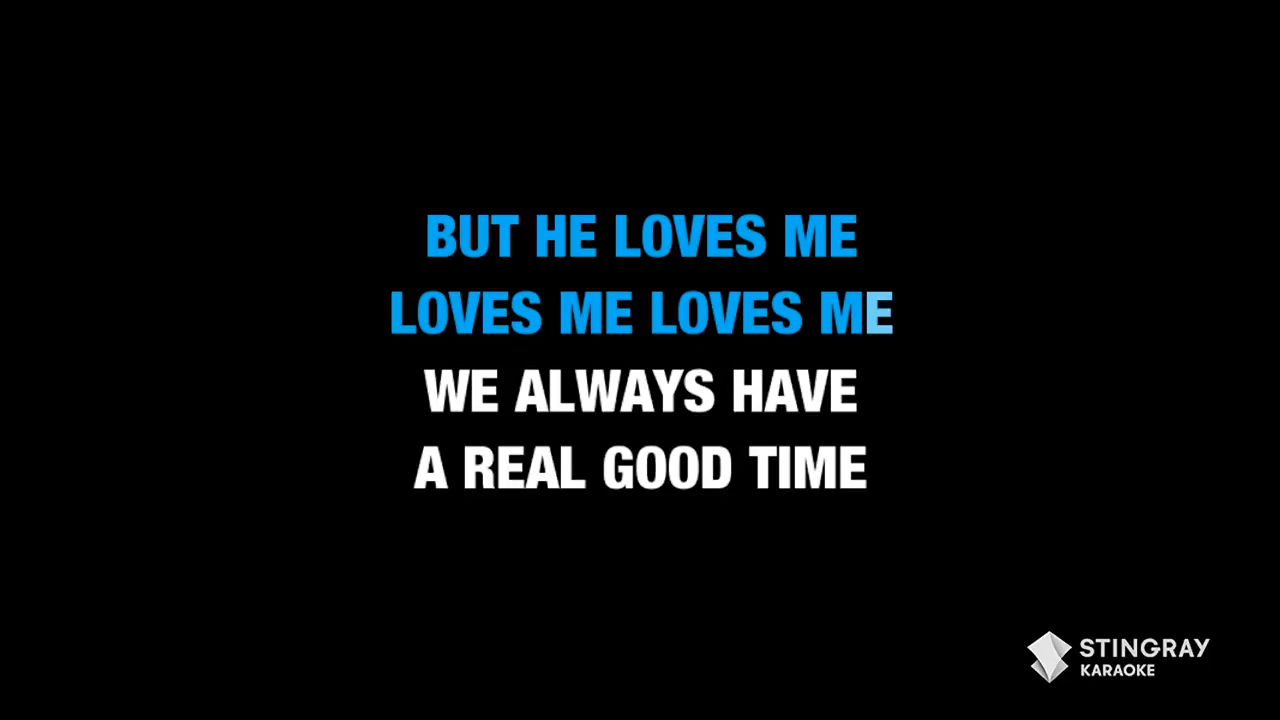 BUT HE LOVES ME
LOVES ME LOVES ME
WE ALWAYS HAVE
A REAL GOOD TIME
STINGRAY
KARAOKE